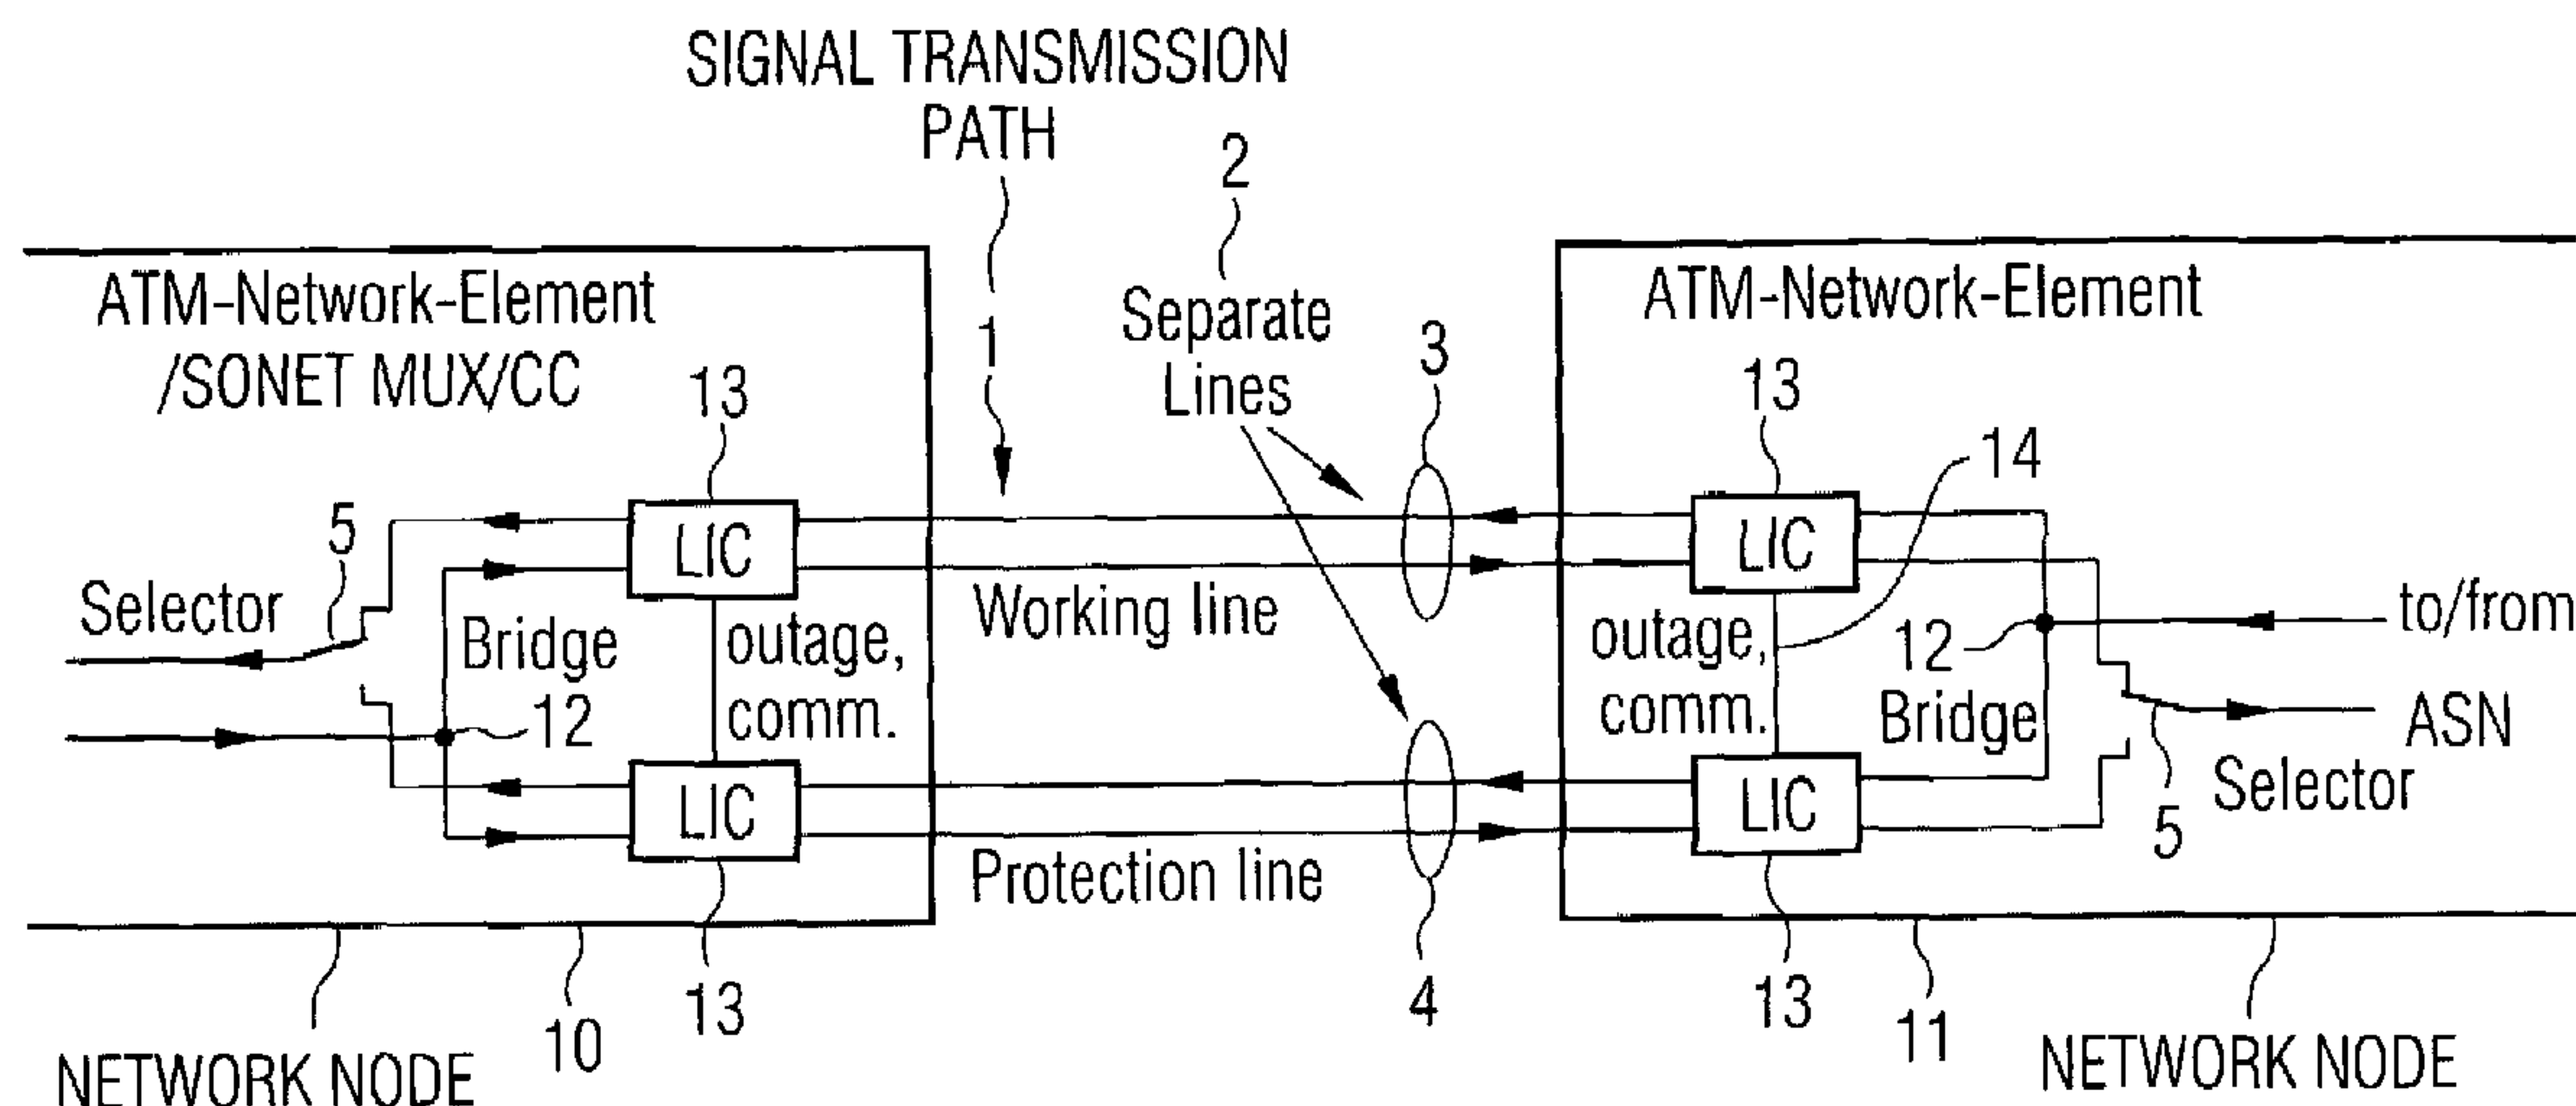 SIGNAL TRANSMISSION
PATH
2
1
Separate
Lines
3
ATM-Network-Element
/SONET MUX/CC
13
5
Selector
LIC
Bridge
12
outage,
comm.
LIC
13
Working line
Protection line
4
ATM-Network-Element
13
14
LIC
outage,
comm.
12
Bridge
to/from
ASN
Selector
5
LIC
13
NETWORK NODE
10
11
NETWORK NODE